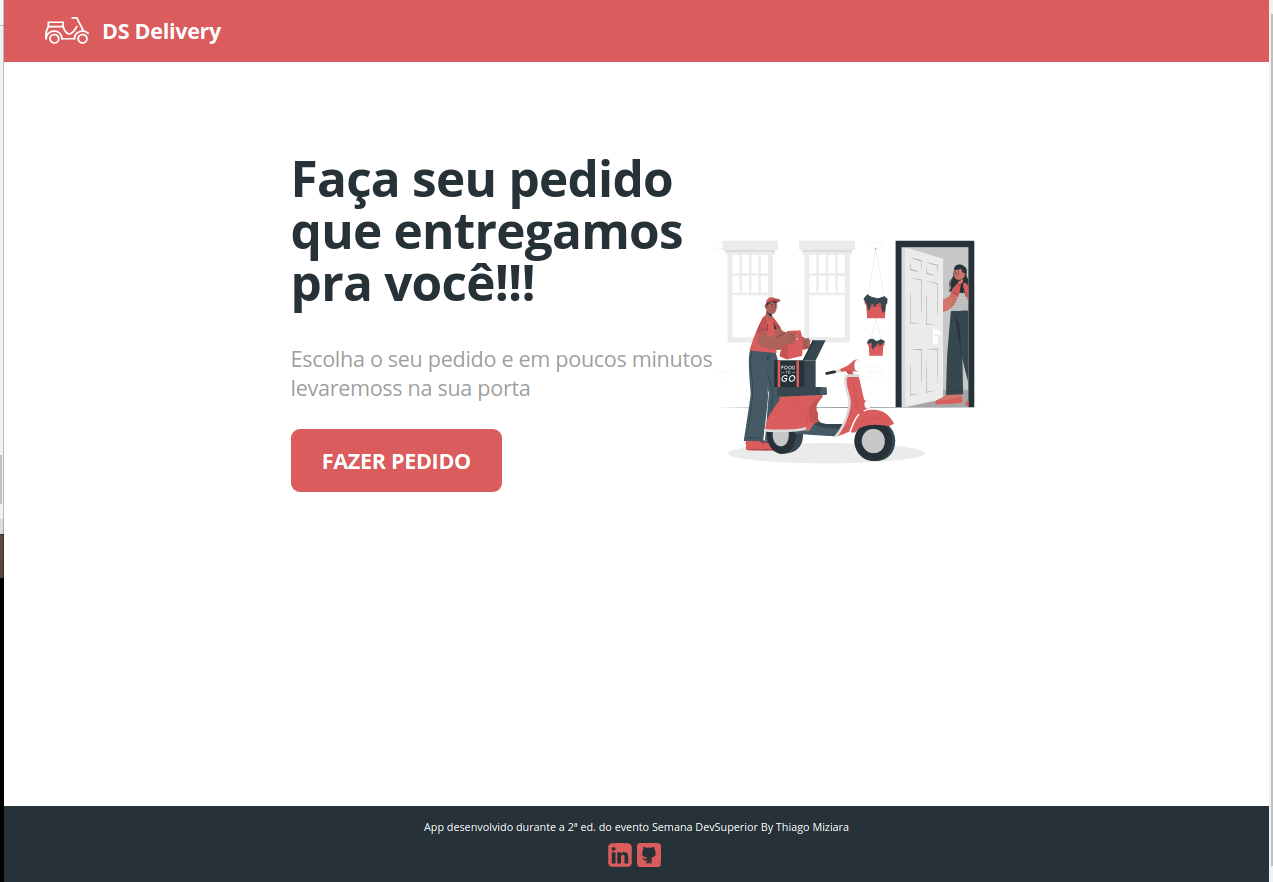 DS Delivery
Faça seu pedido
que entregamos
pra você!!!
Escolha o seu pedido e em poucos minutos
levaremoss na sua porta
FOOD
TO
GO
FAZER PEDIDO
App desenvolvido durante a 2ª ed. do evento Semana DevSuperior By Thiago Miziara
in